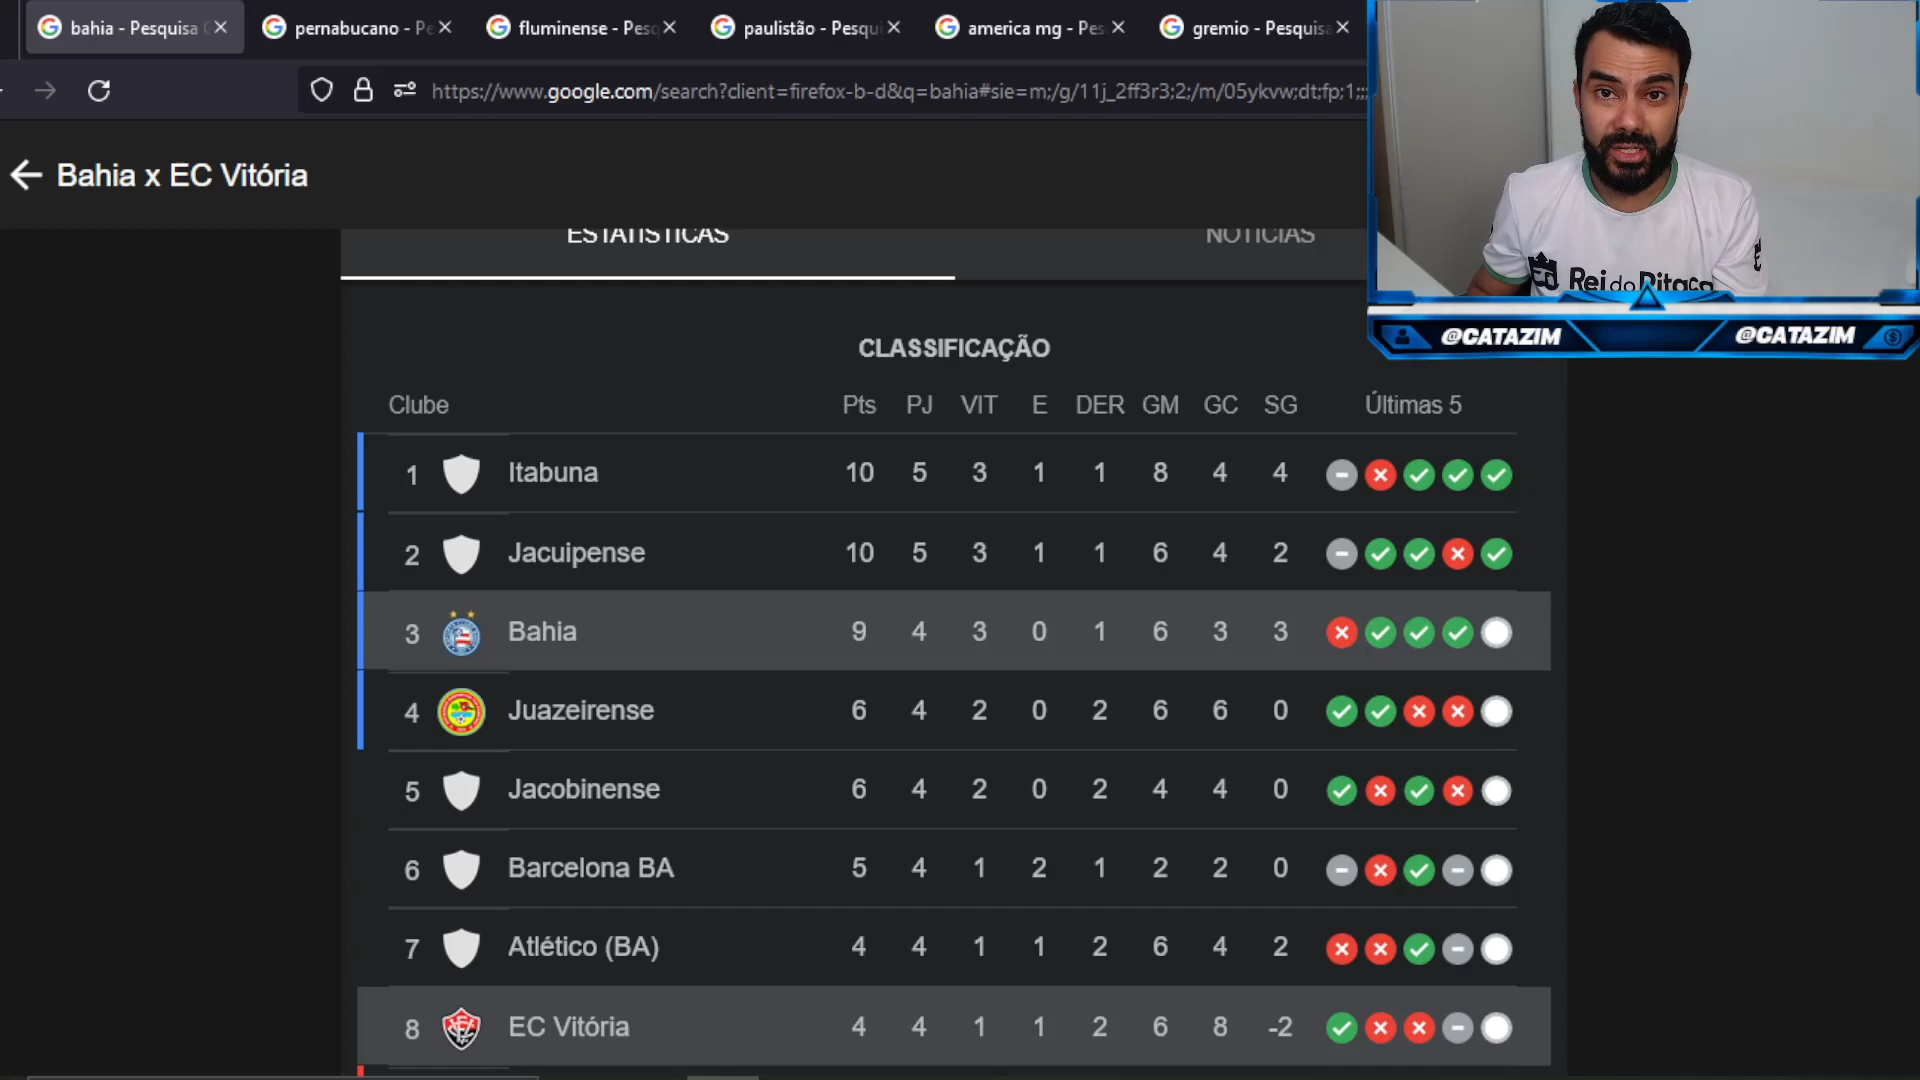 bahia - Pesquisa
pernabucano - Pe
fluminense - Pesq
paulistão - Pesqu
america mg - Pes
gremio - Pesquisa
https://www.google.com/search?client=firefox-b-d&q=bahia#sie=m;/g/11j_2ff3r3;2;/m/05ykvw;dt;fp;1;;;
Bahia x EC Vitória
ESTATÍSTICAS NOTÍCIAS
Rei do Pitaco
@CATAZIM @CATAZIM
CLASSIFICAÇÃO
Clube Pts PJ VIT E DER GM GC SG Últimas 5
1 Itabuna 10 5 3 1 1 8 4 4
2 Jacuipense 10 5 3 1 1 6 4 2
3 Bahia 9 4 3 0 1 6 3 3
4 Juazeirense 6 4 2 0 2 6 6 0
5 Jacobinense 6 4 2 0 2 4 4 0
6 Barcelona BA 5 4 1 2 1 2 2 0
7 Atlético (BA) 4 4 1 1 2 6 4 2
8 EC Vitória 4 4 1 1 2 6 8 -2